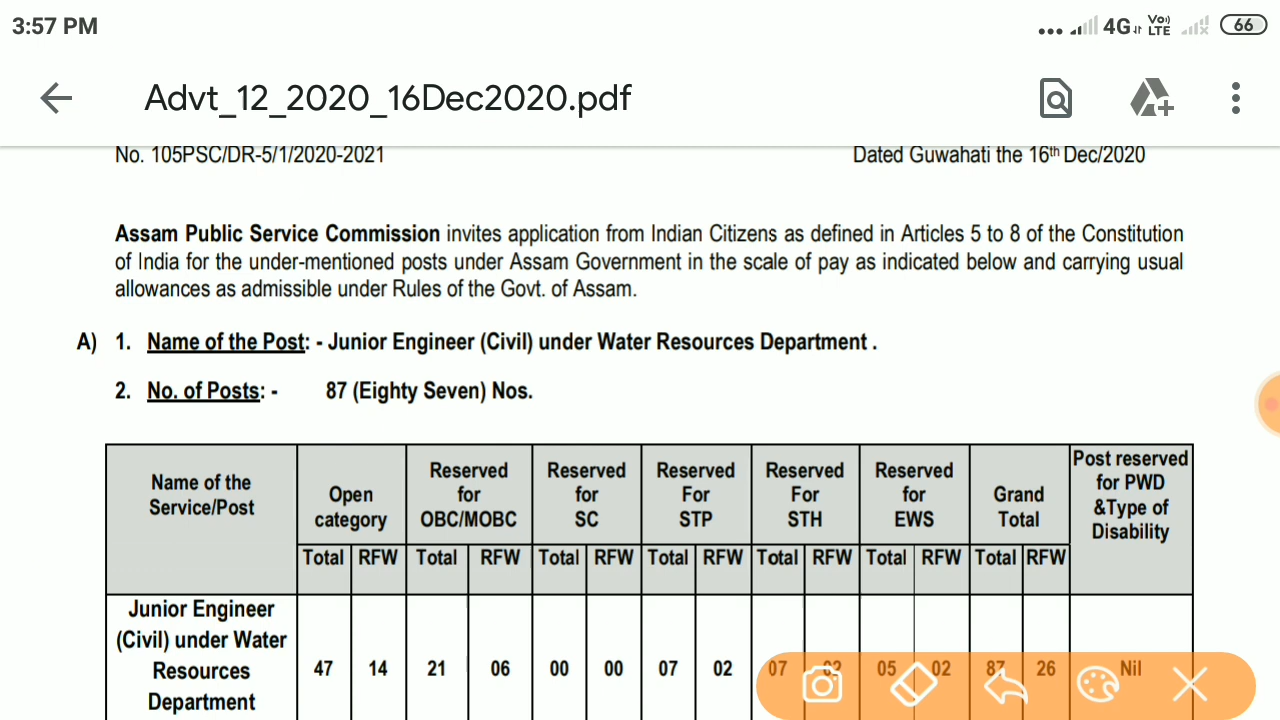 3:57 PM
4G Vo) LTE 66
Advt_12_2020_16Dec2020.pdf
No. 105PSC/DR-5/1/2020-2021 Dated Guwahati the 16th Dec/2020
Assam Public Service Commission invites application from Indian Citizens as defined in Articles 5 to 8 of the Constitution
of India for the under-mentioned posts under Assam Government in the scale of pay as indicated below and carrying usual
allowances as admissible under Rules of the Govt. of Assam.
A) 1. Name of the Post: - Junior Engineer (Civil) under Water Resources Department .
2. No. of Posts: - 87 (Eighty Seven) Nos.
Name of the
Service/Post
Open
category
Reserved
for
OBC/MOBC
Reserved
for
SC
Reserved
For
STP
Reserved
For
STH
Reserved
for
EWS
Grand
Total
Post reserved
for PWD
&Type of
Disability
Total RFW Total RFW Total RFW Total RFW Total RFW Total RFW Total RFW
Junior Engineer
(Civil) under Water
Resources
Department
47 14 21 06 00 00 07 02 07 02 05 02 87 26 Nil